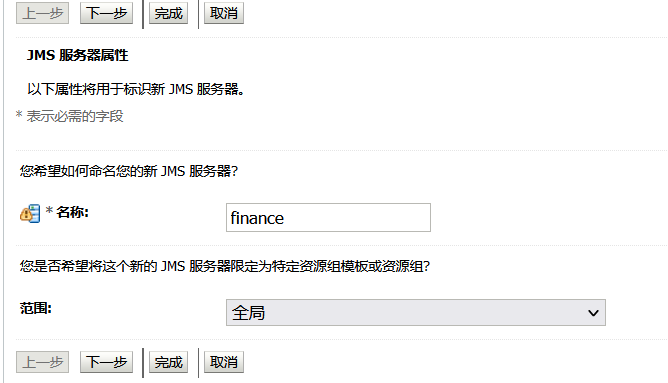 上一步 下一步 完成 取消
JMS 服务器属性
以下属性将用于标识新 JMS 服务器。
* 表示必需的字段
您希望如何命名您的新 JMS 服务器?
* 名称: finance
您是否希望将这个新的 JMS 服务器限定为特定资源组模板或资源组?
范围: 全局
上一步 下一步 完成 取消